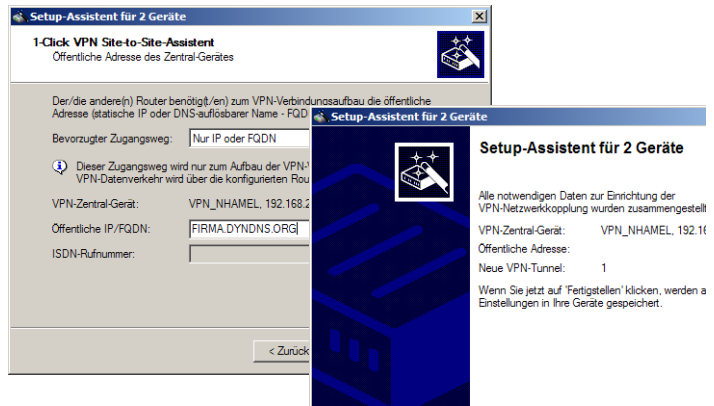 Setup-Assistent für 2 Geräte
1-Click VPN Site-to-Site-Assistent
Öffentliche Adresse des Zentral-Gerätes
Der/die andere(n) Router benötig(t/en) zum VPN-Verbindungsaufbau die öffentliche
Adresse (statische IP oder DNS-auflösbarer Name - FQD
Bevorzugter Zugangsweg: Nur IP oder FQDN
Dieser Zugangsweg wird nur zum Aufbau der VPN-
VPN-Datenverkehr wird über die konfigurierten Rou
VPN-Zentral-Gerät: VPN_NHAMEL, 192.168.2
Öffentliche IP/FQDN: FIRMA.DYNDNS.ORG
ISDN-Rufnummer:
< Zurück
Setup-Assistent für 2 Geräte
Setup-Assistent für 2 Geräte
Alle notwendigen Daten zur Einrichtung der
VPN-Netzwerkkopplung wurden zusammengestellt
VPN-Zentral-Gerät: VPN_NHAMEL, 192.16
Öffentliche Adresse:
Neue VPN-Tunnel: 1
Wenn Sie jetzt auf 'Fertigstellen' klicken, werden a
Einstellungen in Ihre Geräte gespeichert.